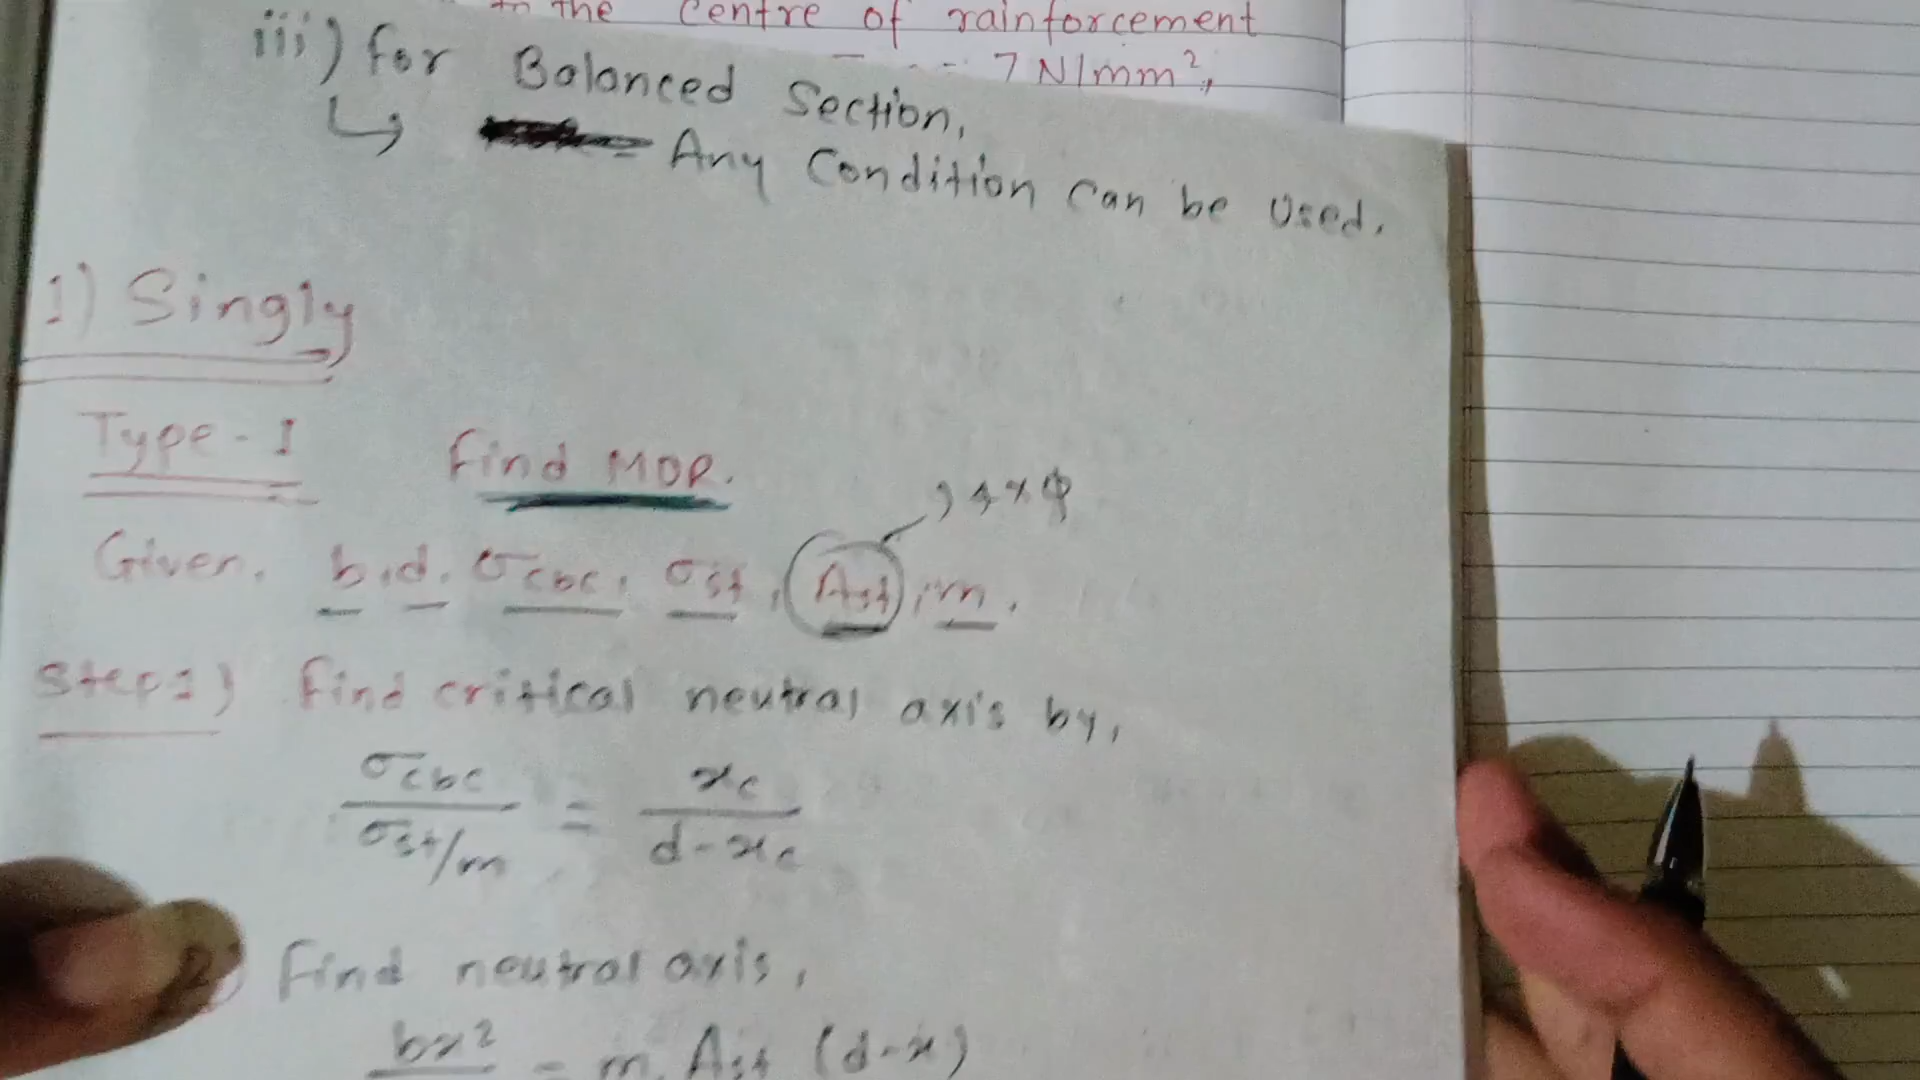 the centre of rainforcement
7 N/mm²,
iii) for Balanced Section,
↳ Any Condition can be used.
1) Singly
Type-I find MOR.
, 4 x φ
Given, b,d, σcbc, σst, Ast, m.
Step 1) find critical neutral axis by,
σcbc / σst/m = xc / d-xc
find neutral axis,
bx² = m. Ast (d-x)